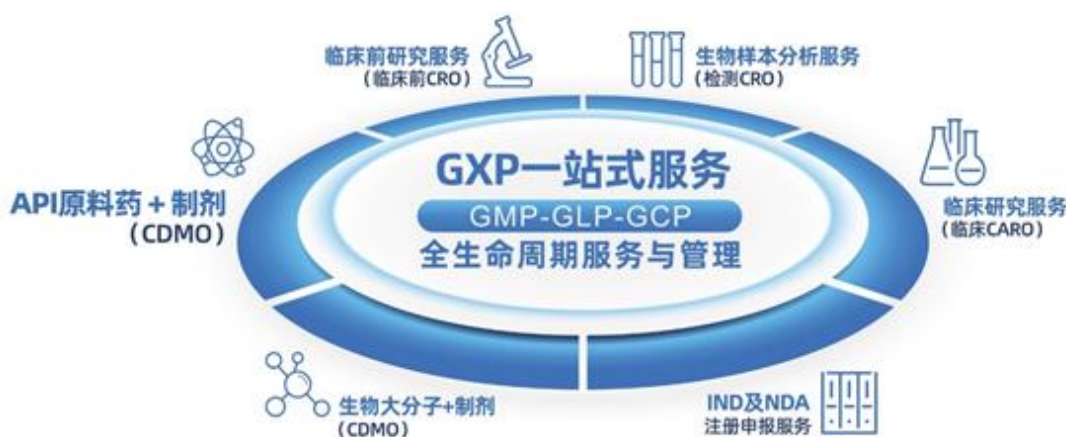 临床前研究服务
(临床前CRO)
生物样本分析服务
(检测CRO)
API原料药+制剂
(CDMO)
GXP一站式服务
GMP-GLP-GCP
全生命周期服务与管理
临床研究服务
(临床CARO)
生物大分子+制剂
(CDMO)
IND及NDA
注册申报服务